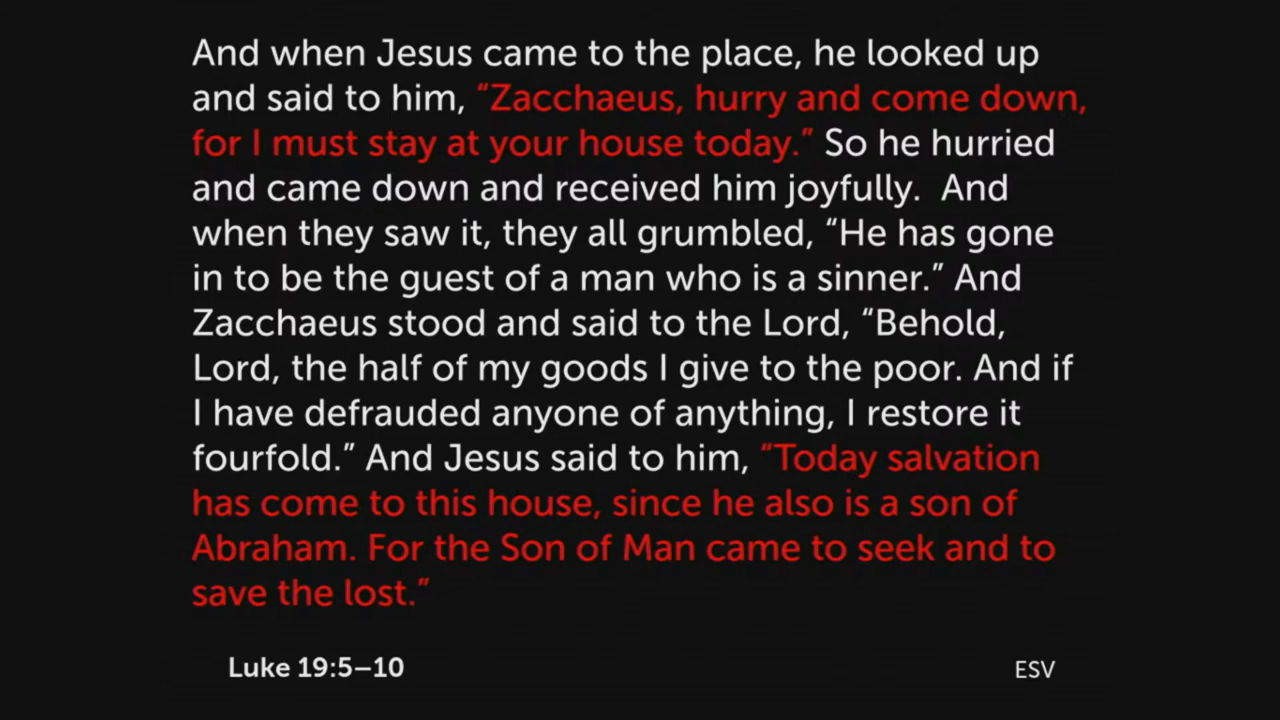 And when Jesus came to the place, he looked up
and said to him, “Zacchaeus, hurry and come down,
for I must stay at your house today.” So he hurried
and came down and received him joyfully.  And
when they saw it, they all grumbled, “He has gone
in to be the guest of a man who is a sinner.” And
Zacchaeus stood and said to the Lord, “Behold,
Lord, the half of my goods I give to the poor. And if
I have defrauded anyone of anything, I restore it
fourfold.” And Jesus said to him, “Today salvation
has come to this house, since he also is a son of
Abraham. For the Son of Man came to seek and to
save the lost.”
Luke 19:5–10
ESV